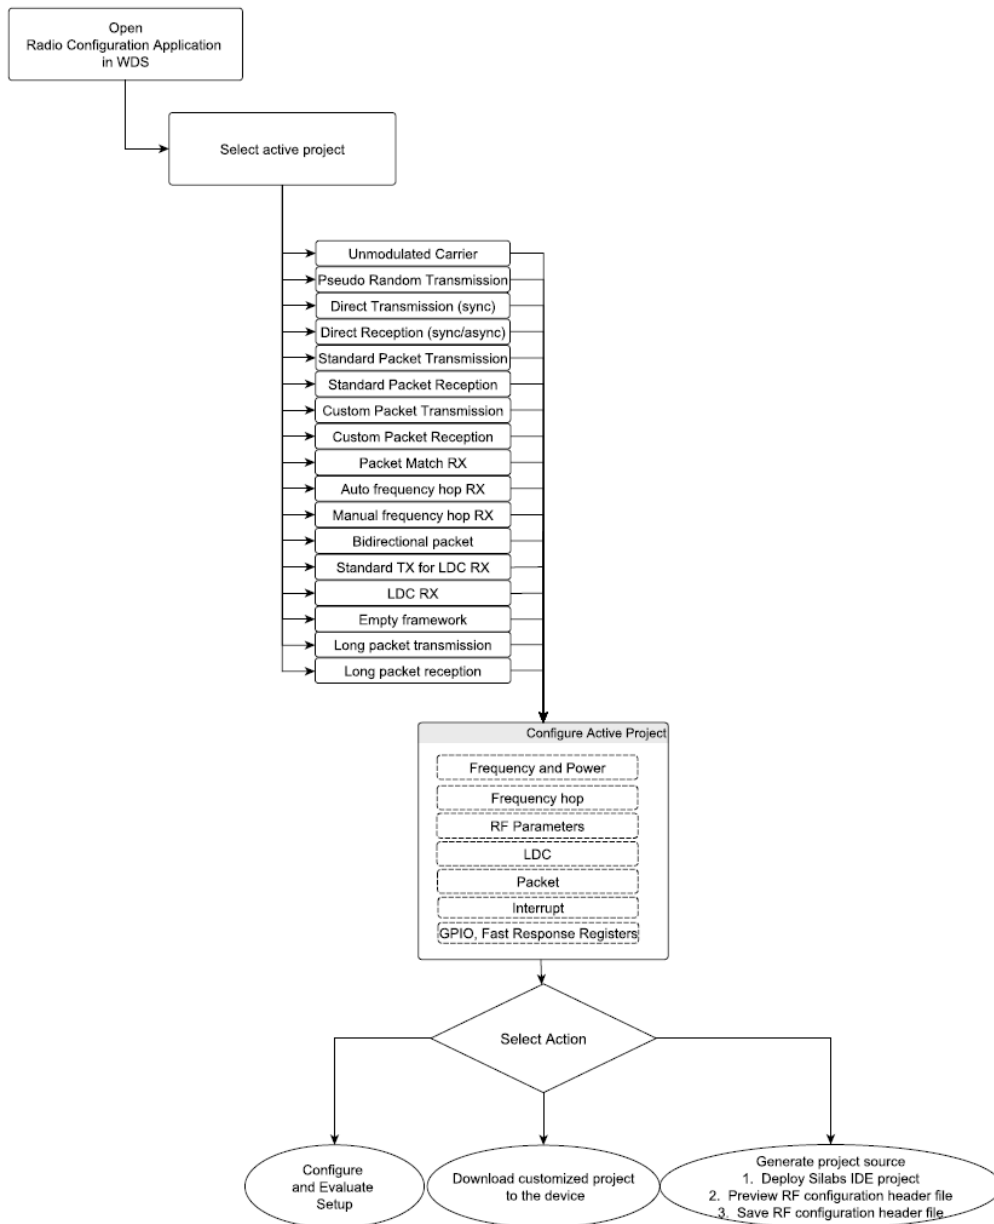 Open
Radio Configuration Application
in WDS
Select active project
Unmodulated Carrier
Pseudo Random Transmission
Direct Transmission (sync)
Direct Reception (sync/async)
Standard Packet Transmission
Standard Packet Reception
Custom Packet Transmission
Custom Packet Reception
Packet Match RX
Auto frequency hop RX
Manual frequency hop RX
Bidirectional packet
Standard TX for LDC RX
LDC RX
Empty framework
Long packet transmission
Long packet reception
Configure Active Project
Frequency and Power
Frequency hop
RF Parameters
LDC
Packet
Interrupt
GPIO, Fast Response Registers
Select Action
Configure
and Evaluate
Setup
Download customized project
to the device
Generate project source
1. Deploy Silabs IDE project
2. Preview RF configuration header file
3. Save RF configuration header file